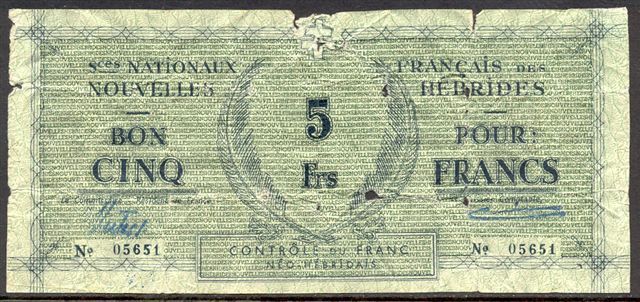 Sces NATIONAUX FRANÇAIS DES
NOUVELLES HÉBRIDES
BON POUR:
CINQ FRANCS
5
Frs
Nº 05651
Nº 05651
CONTRÔLE DU FRANC
NÉO-HÉBRIDAIS